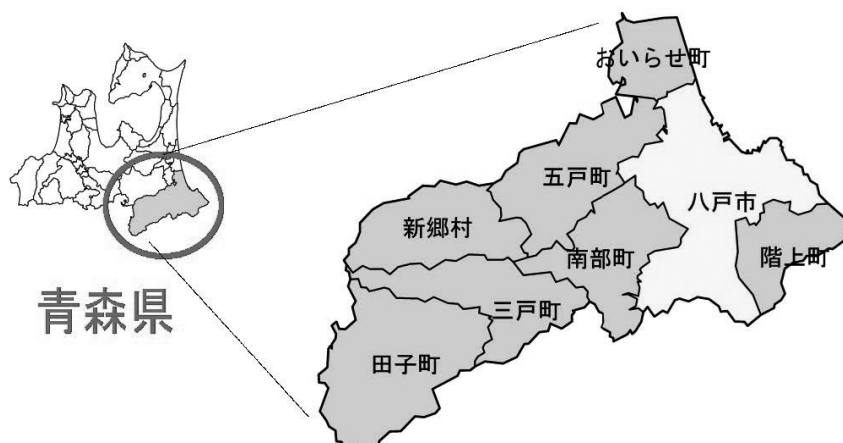 おいらせ町
五戸町
八戸市
新郷村
南部町
階上町
青森県
三戸町
田子町